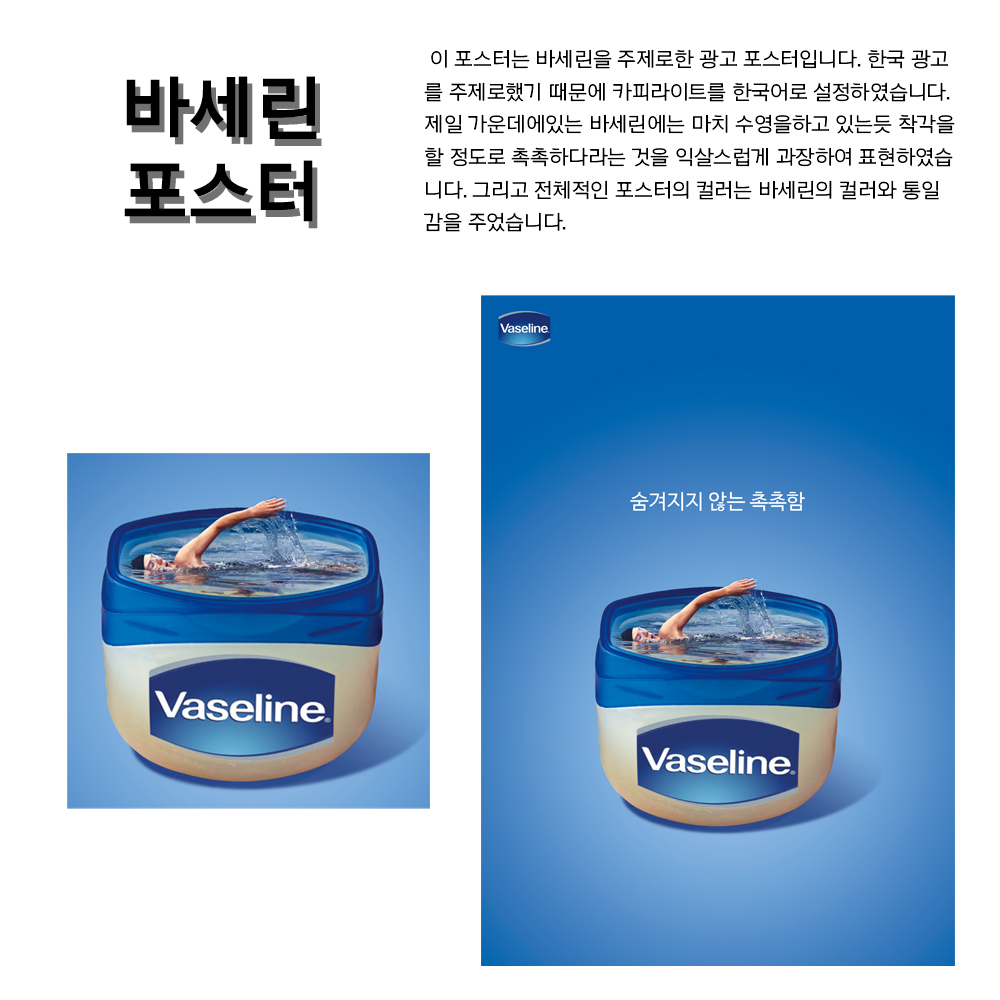 바세린
포스터
이 포스터는 바세린을 주제로한 광고 포스터입니다. 한국 광고
를 주제로했기 때문에 카피라이트를 한국어로 설정하였습니다.
제일 가운데에있는 바세린에는 마치 수영을하고 있는듯 착각을
할 정도로 촉촉하다라는 것을 익살스럽게 과장하여 표현하였습
니다. 그리고 전체적인 포스터의 컬러는 바세린의 컬러와 통일
감을 주었습니다.
Vaseline
숨겨지지 않는 촉촉함
Vaseline®
Vaseline®